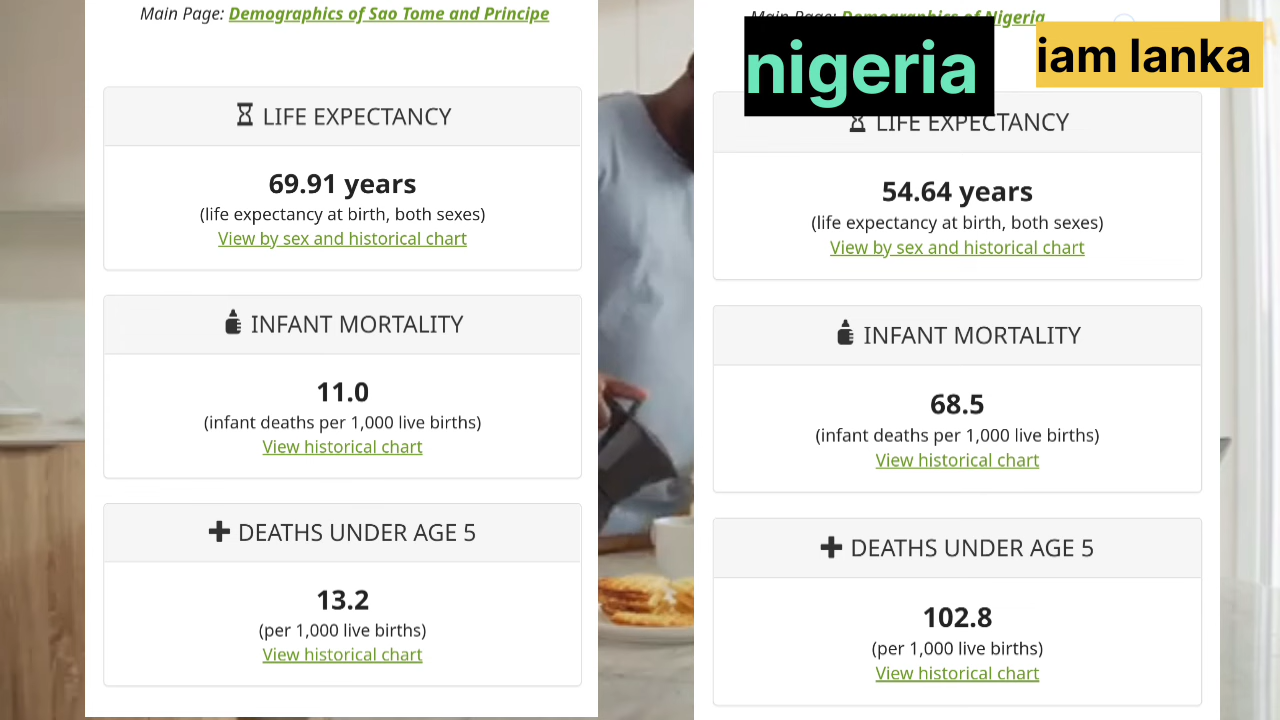 Main Page: Demographics of Sao Tome and Principe
LIFE EXPECTANCY
69.91 years
(life expectancy at birth, both sexes)
View by sex and historical chart
INFANT MORTALITY
11.0
(infant deaths per 1,000 live births)
View historical chart
DEATHS UNDER AGE 5
13.2
(per 1,000 live births)
View historical chart
Main Page: Demographics of Nigeria
nigeria
iam lanka
LIFE EXPECTANCY
54.64 years
(life expectancy at birth, both sexes)
View by sex and historical chart
INFANT MORTALITY
68.5
(infant deaths per 1,000 live births)
View historical chart
DEATHS UNDER AGE 5
102.8
(per 1,000 live births)
View historical chart